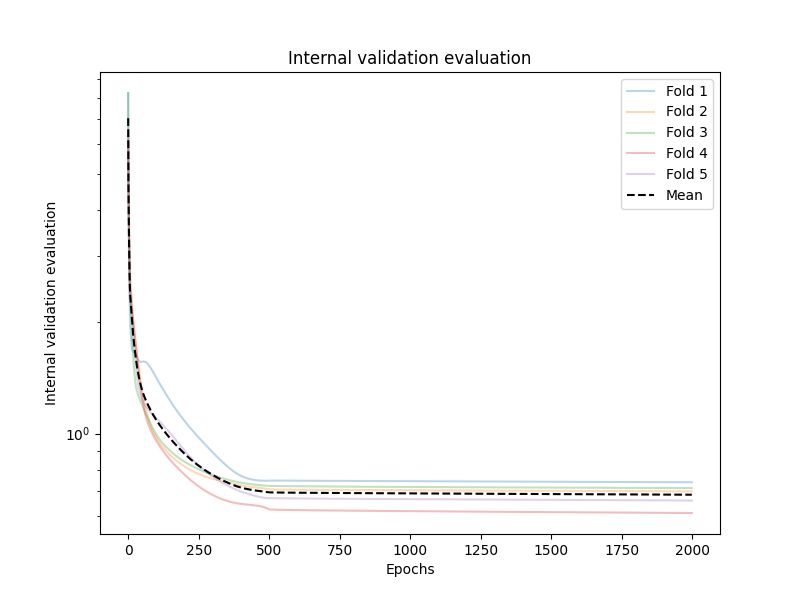 Internal validation evaluation
Fold 1
Fold 2
Fold 3
Fold 4
Fold 5
Mean
Internal validation evaluation
10⁰
0 250 500 750 1000 1250 1500 1750 2000
Epochs